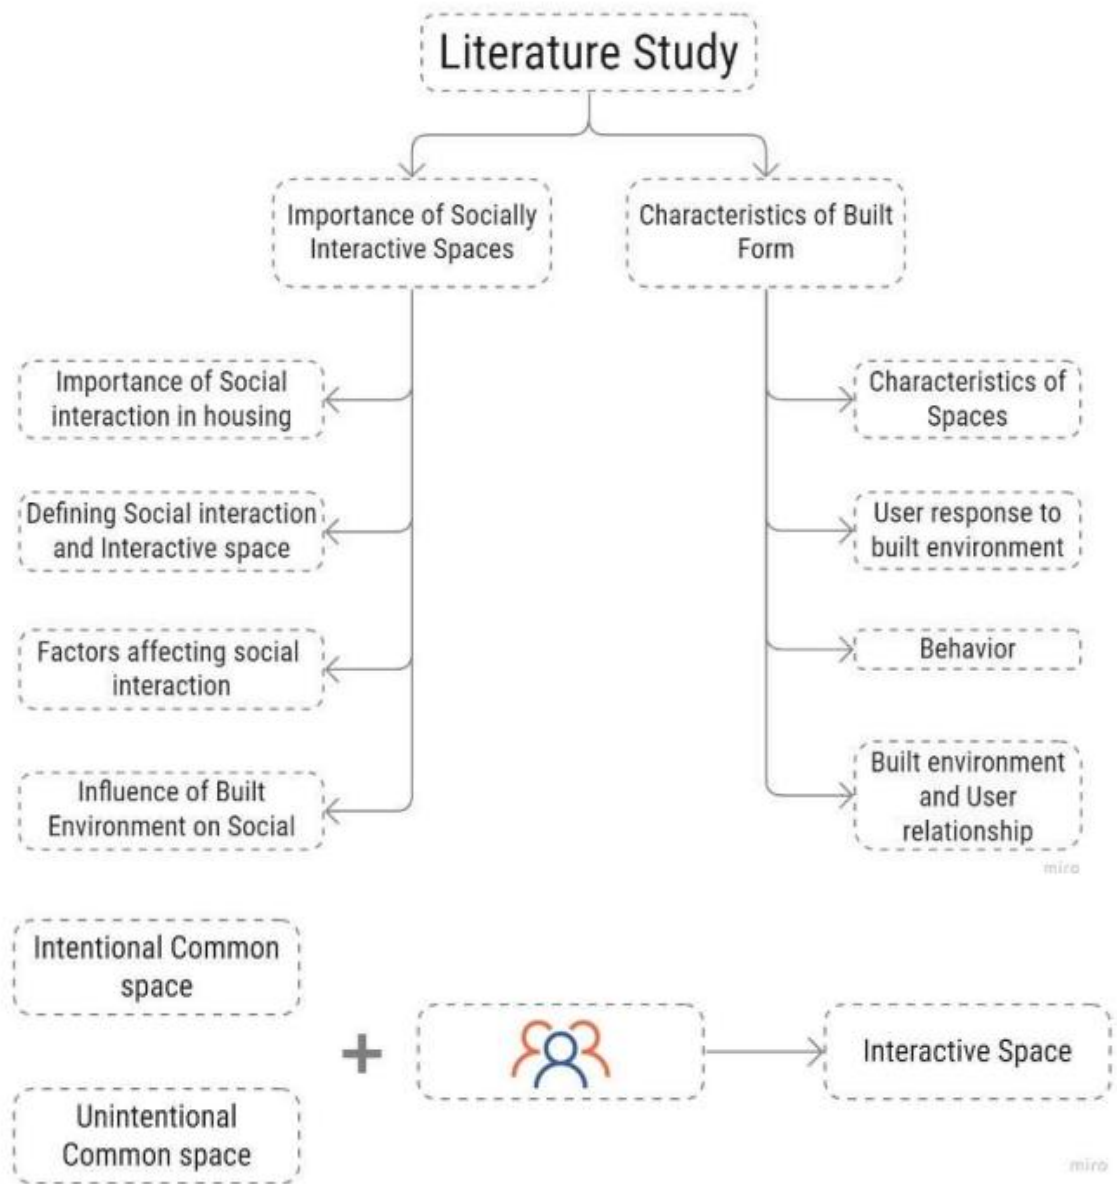 Literature Study
Importance of Socially
Interactive Spaces
Characteristics of Built
Form
Importance of Social
interaction in housing
Defining Social interaction
and Interactive space
Factors affecting social
interaction
Influence of Built
Environment on Social
Characteristics of
Spaces
User response to
built environment
Behavior
Built environment
and User
relationship
miro
Intentional Common
space
Unintentional
Common space
+
Interactive Space
miro